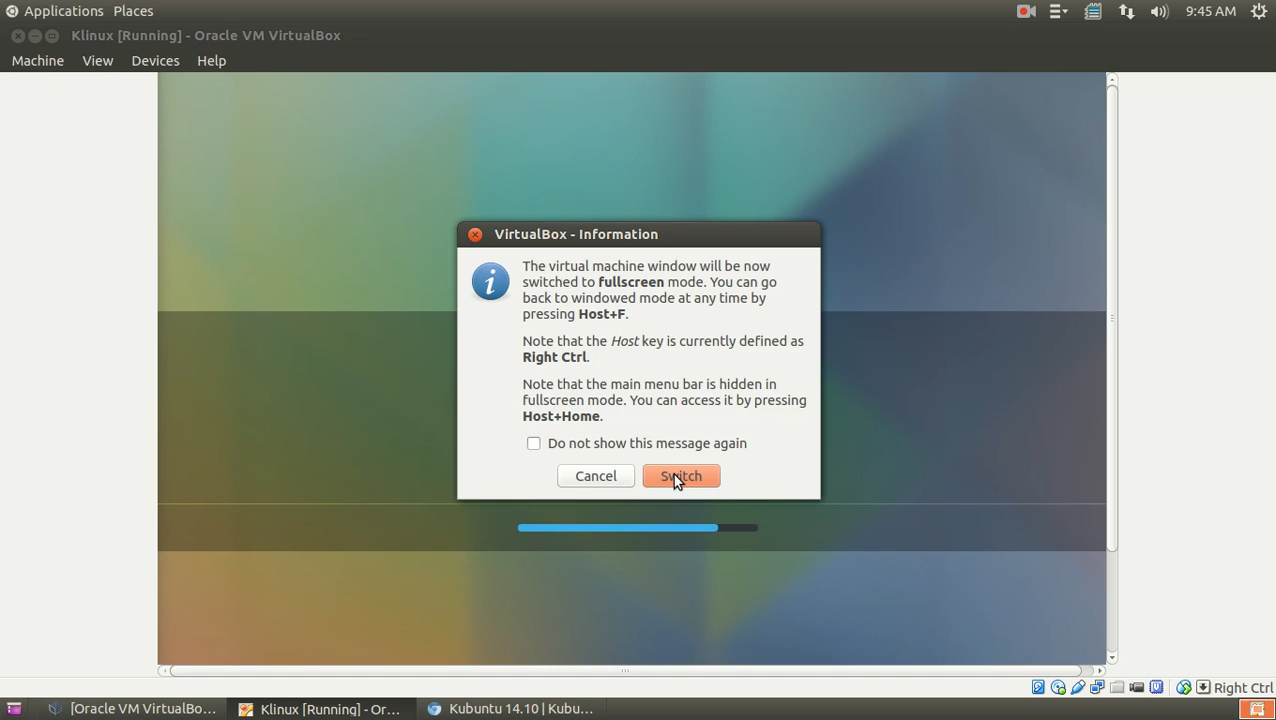 Applications Places 9:45 AM
Klinux [Running] - Oracle VM VirtualBox
Machine View Devices Help
VirtualBox - Information
The virtual machine window will be now
switched to fullscreen mode. You can go
back to windowed mode at any time by
pressing Host+F.
Note that the Host key is currently defined as
Right Ctrl.
Note that the main menu bar is hidden in
fullscreen mode. You can access it by pressing
Host+Home.
Do not show this message again
Cancel Switch
Right Ctrl
[Oracle VM VirtualBo... Klinux [Running] - Or... Kubuntu 14.10 | Kubu...